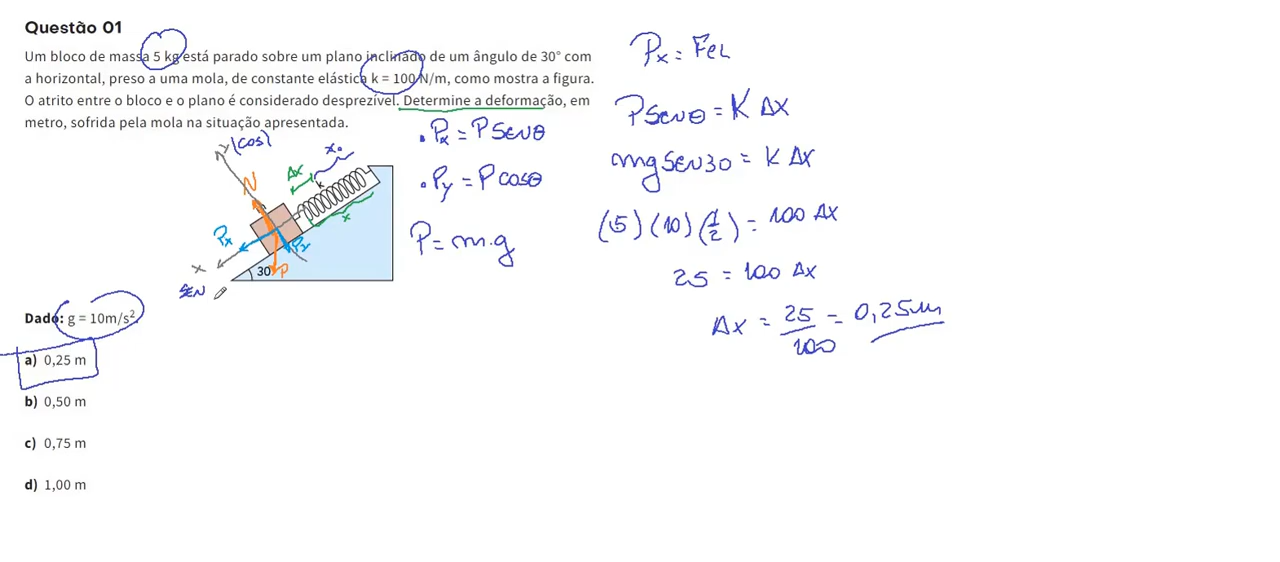 Questão 01
Um bloco de massa 5 kg está parado sobre um plano inclinado de um ângulo de 30° com
a horizontal, preso a uma mola, de constante elástica k = 100 N/m, como mostra a figura.
O atrito entre o bloco e o plano é considerado desprezível. Determine a deformação, em
metro, sofrida pela mola na situação apresentada.
y (cos)
N
Δx
x₀
k
x
Px
P
30°
x
SEN
Dado: g = 10m/s².
a) 0,25 m
b) 0,50 m
c) 0,75 m
d) 1,00 m
. Px = P SENθ
. Py = P cosθ
P = m.g
Px = Fel
PSENθ = K Δx
mg SEN30 = K Δx
(5) (10) (1/2) = 100 Δx
25 = 100 Δx
Δx = 25/100 = 0,25m